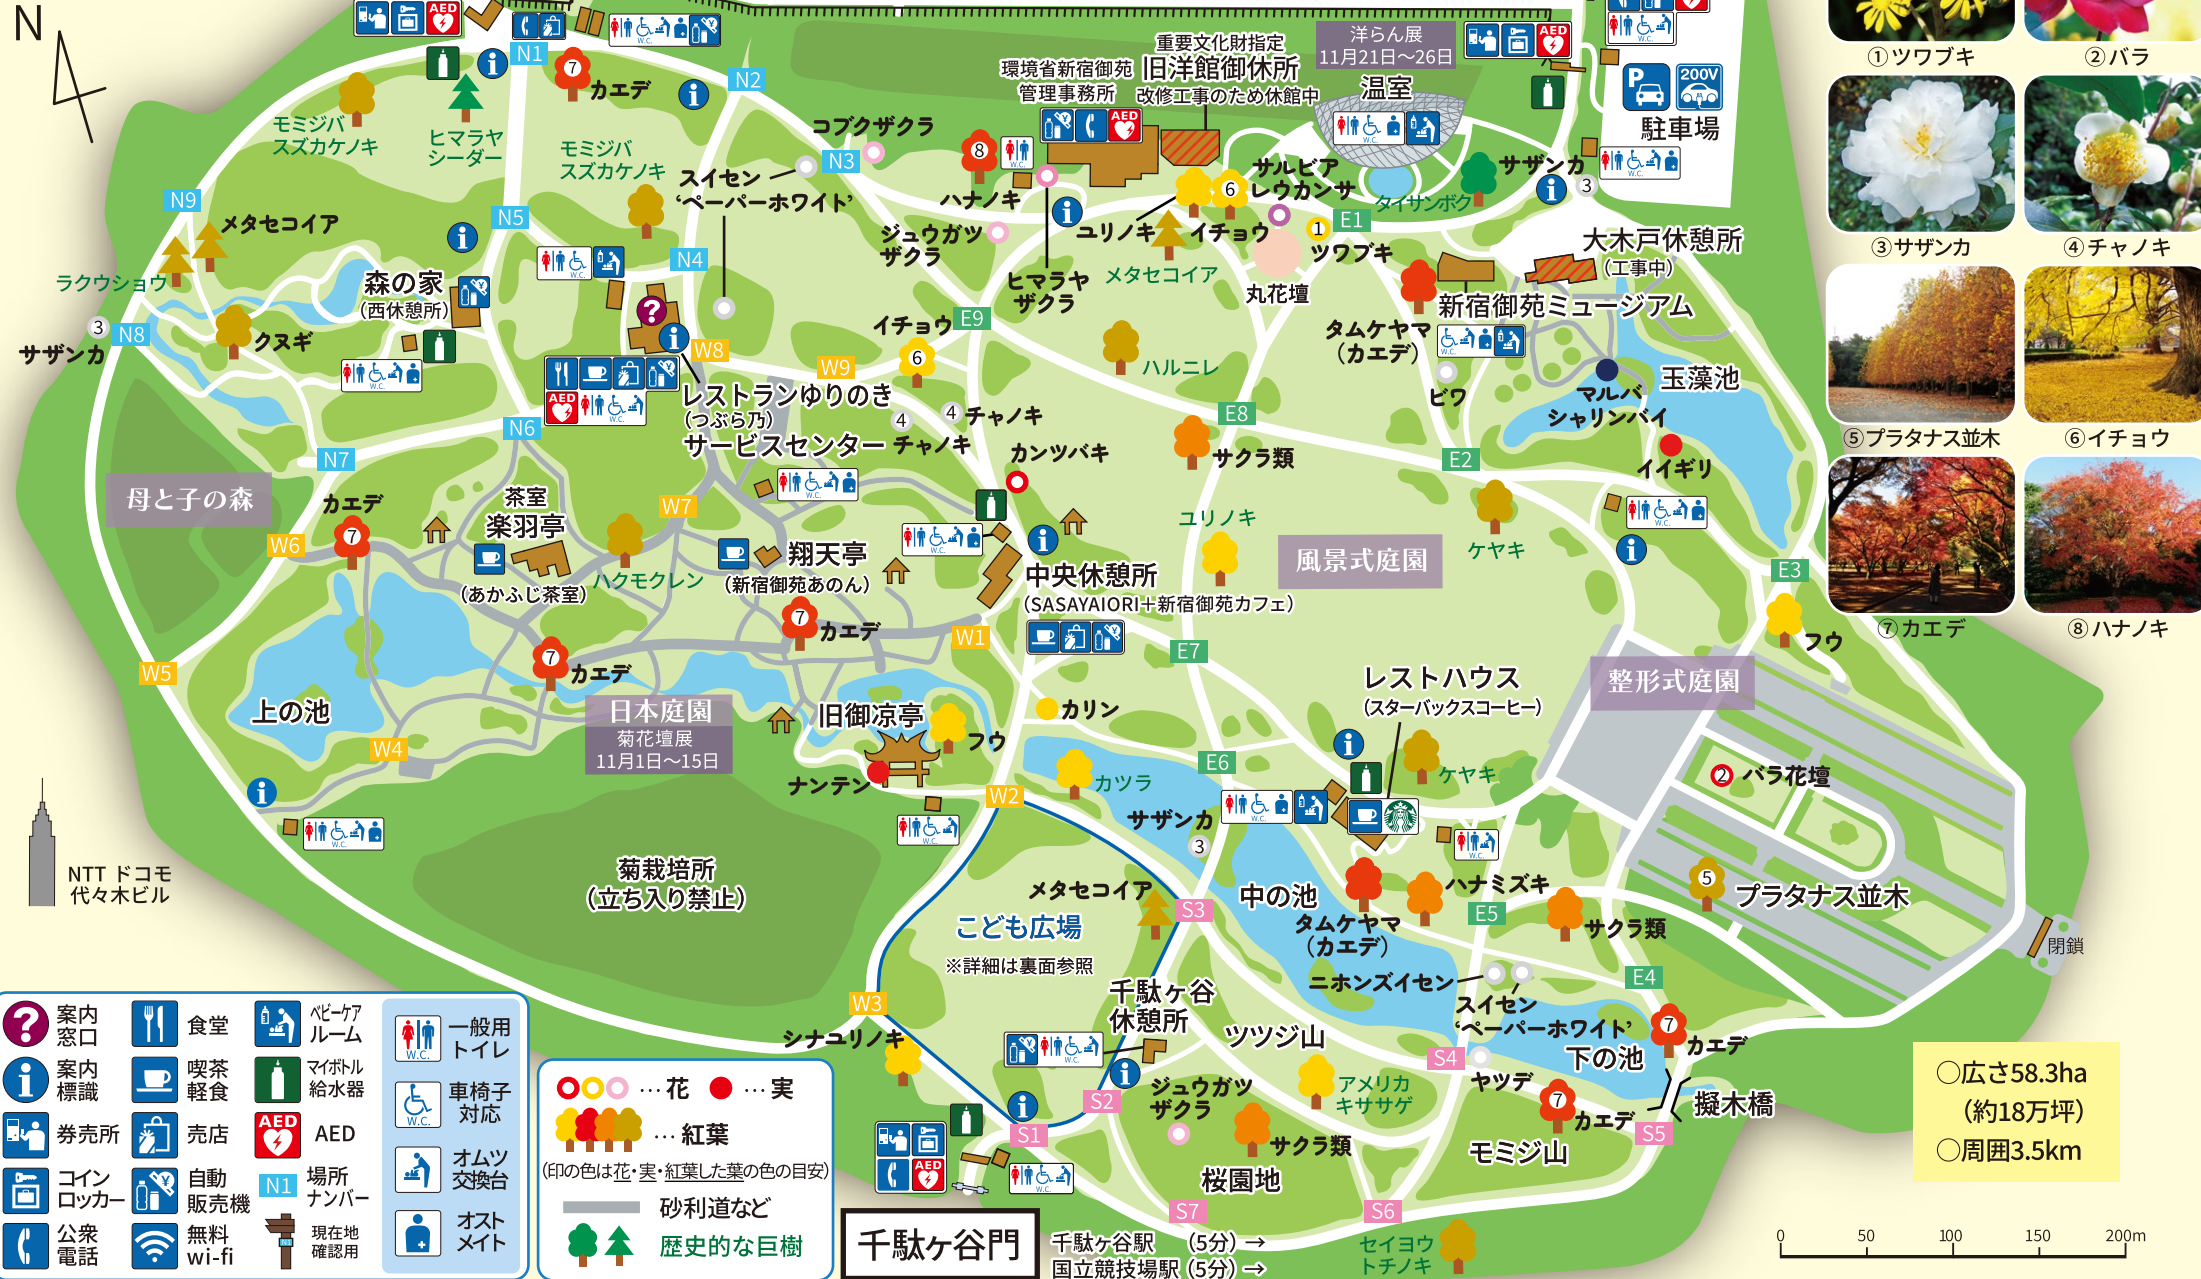 N
AED
N1
W.C.
⑦
カエデ
N2
モミジバ
スズカケノキ
ヒマラヤ
シーダー
モミジバ
スズカケノキ
コブクザクラ
N3
スイセン
‘ペーパーホワイト’
⑧
ハナノキ
環境省新宿御苑
管理事務所
重要文化財指定
旧洋館御休所
改修工事のため休館中
AED
W.C.
洋らん展
11月21日〜26日
温室
W.C.
AED
W.C.
P
200V
駐車場
サザンカ
③
W.C.
タイサンボク
サルビア
レウカンサ
⑥
ユリノキ
イチョウ
①
ツワブキ
E1
メタセコイア
丸花壇
ジュウガツ
ザクラ
ヒマラヤ
ザクラ
大木戸休憩所
(工事中)
新宿御苑ミュージアム
W.C.
タムケヤマ
(カエデ)
ビワ
マルバ
シャリンバイ
玉藻池
イイギリ
N9
メタセコイア
ラクウショウ
N5
N4
W.C.
森の家
(西休憩所)
③
N8
サザンカ
クヌギ
W.C.
?
W8
W9
イチョウ
⑥
E9
ハルニレ
レストランゆりのき
(つぶら乃)
サービスセンター
AED
W.C.
④
チャノキ
④
チャノキ
E8
サクラ類
E2
カンツバキ
N6
N7
母と子の森
カエデ
⑦
W6
茶室
楽羽亭
(あかふじ茶室)
W7
W.C.
ハクモクレン
翔天亭
(新宿御苑あのん)
⑦
カエデ
W.C.
中央休憩所
(SASAYAIORI＋新宿御苑カフェ)
ユリノキ
風景式庭園
ケヤキ
W.C.
E3
フウ
W1
E7
⑦
カエデ
W5
上の池
W4
日本庭園
菊花壇展
11月1日〜15日
旧御凉亭
フウ
ナンテン
カリン
W2
カツラ
E6
レストハウス
(スターバックスコーヒー)
ケヤキ
整形式庭園
②
バラ花壇
W.C.
W.C.
サザンカ
③
W.C.
W.C.
NTT ドコモ
代々木ビル
菊栽培所
(立ち入り禁止)
メタセコイア
S3
中の池
タムケヤマ
(カエデ)
ハナミズキ
E5
サクラ類
⑤
プラタナス並木
閉鎖
こども広場
※詳細は裏面参照
ニホンズイセン
スイセン
‘ペーパーホワイト’
E4
W3
シナユリノキ
千駄ヶ谷
休憩所
W.C.
ツツジ山
S4
ヤツデ
下の池
⑦
カエデ
S2
ジュウガツ
ザクラ
アメリカ
キササゲ
⑦
カエデ
擬木橋
S1
サクラ類
モミジ山
S5
AED
W.C.
桜園地
S7
S6
千駄ヶ谷門
千駄ヶ谷駅 (5分) →
国立競技場駅 (5分) →
セイヨウ
トチノキ
①ツワブキ
②バラ
③サザンカ
④チャノキ
⑤プラタナス並木
⑥イチョウ
⑦カエデ
⑧ハナノキ
○広さ58.3ha
(約18万坪)
○周囲3.5km
0 50 100 150 200m
?
案内
窓口
食堂
ベビーケア
ルーム
案内
標識
喫茶
軽食
マイボトル
給水器
券売所
売店
AED
AED
コイン
ロッカー
自動
販売機
N1
場所
ナンバー
公衆
電話
無料
wi-fi
N1
現在地
確認用
W.C.
一般用
トイレ
W.C.
車椅子
対応
オムツ
交換台
オスト
メイト
…花
…実
…紅葉
(印の色は花・実・紅葉した葉の色の目安)
砂利道など
歴史的な巨樹